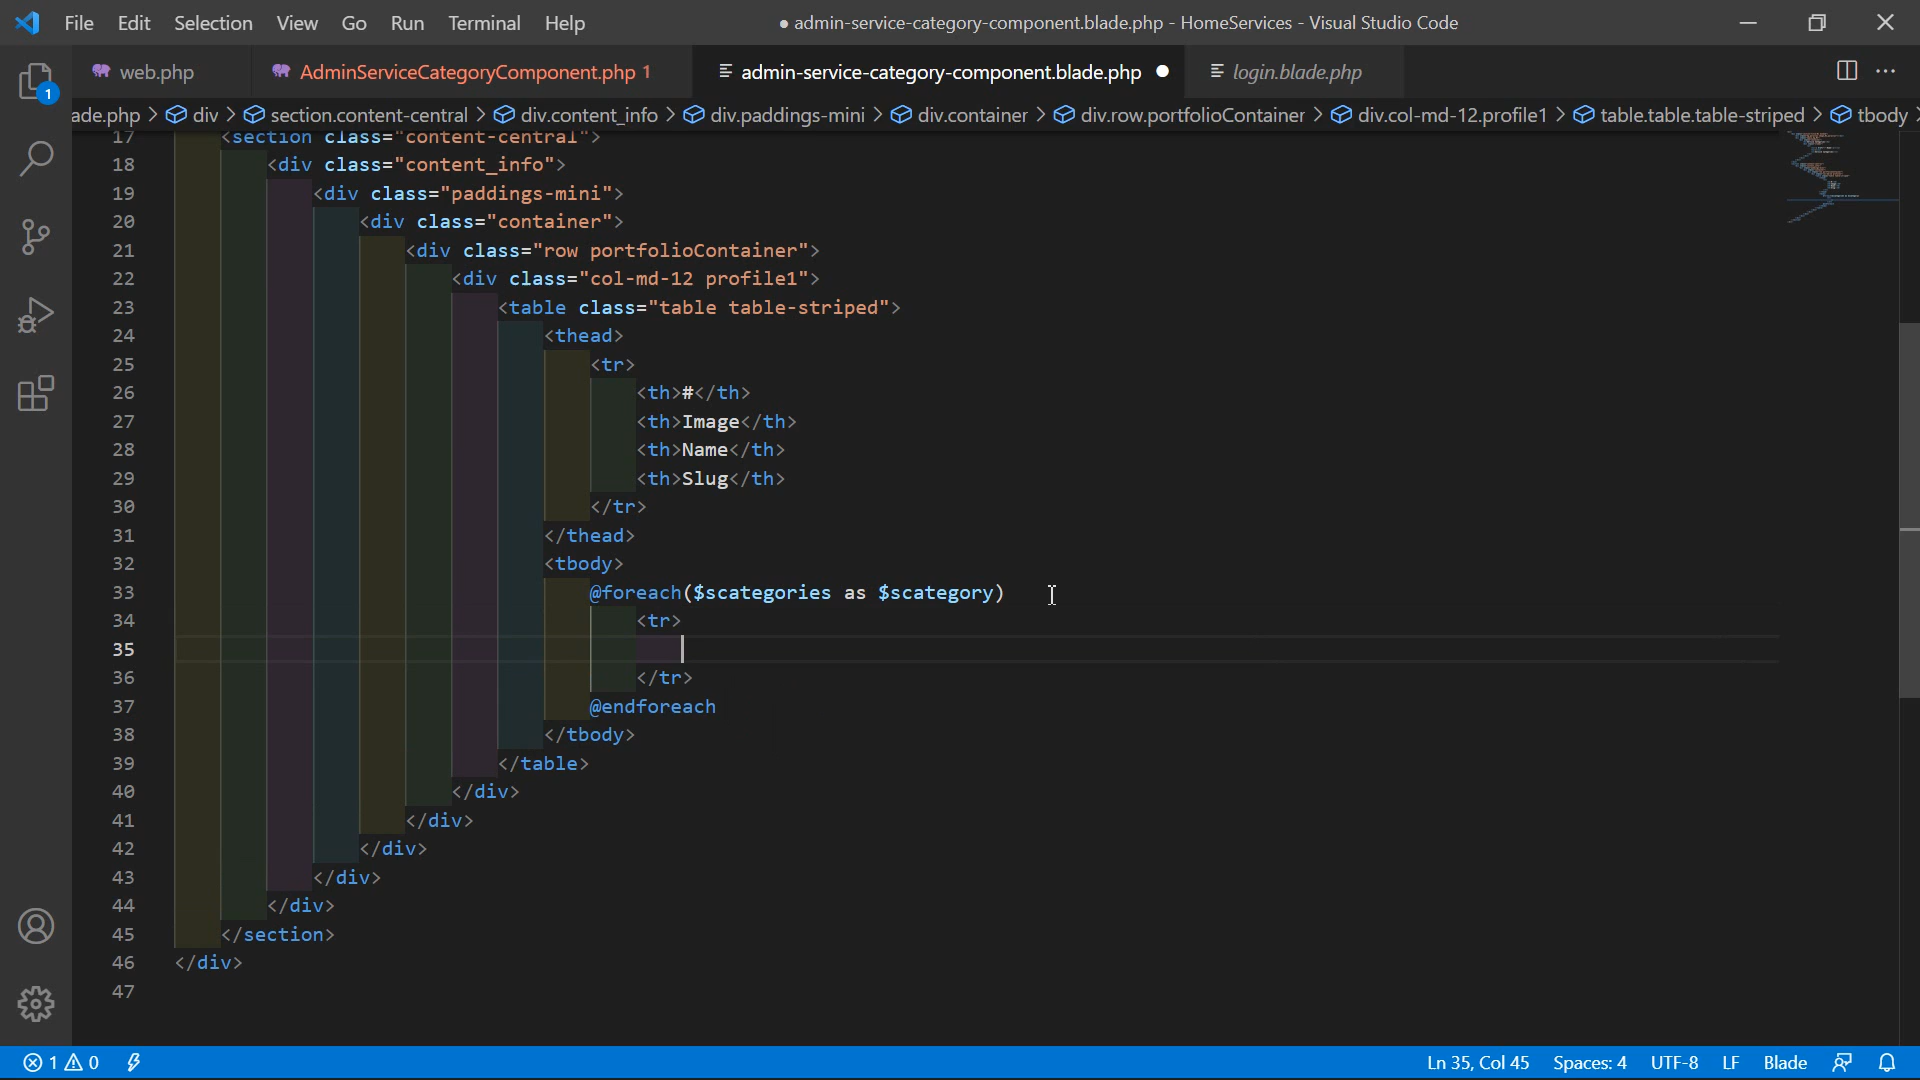 File Edit Selection View Go Run Terminal Help ● admin-service-category-component.blade.php - HomeServices - Visual Studio Code
web.php AdminServiceCategoryComponent.php 1 admin-service-category-component.blade.php ● login.blade.php
1
ade.php > div > section.content-central > div.content_info > div.paddings-mini > div.container > div.row.portfolioContainer > div.col-md-12.profile1 > table.table.table-striped > tbody >
17 <section class="content-central">
18 <div class="content_info">
19 <div class="paddings-mini">
20 <div class="container">
21 <div class="row portfolioContainer">
22 <div class="col-md-12 profile1">
23 <table class="table table-striped">
24 <thead>
25 <tr>
26 <th>#</th>
27 <th>Image</th>
28 <th>Name</th>
29 <th>Slug</th>
30 </tr>
31 </thead>
32 <tbody>
33 @foreach($scategories as $scategory)
34 <tr>
35
36 </tr>
37 @endforeach
38 </tbody>
39 </table>
40 </div>
41 </div>
42 </div>
43 </div>
44 </div>
45 </section>
46 </div>
47
1 0 Ln 35, Col 45 Spaces: 4 UTF-8 LF Blade